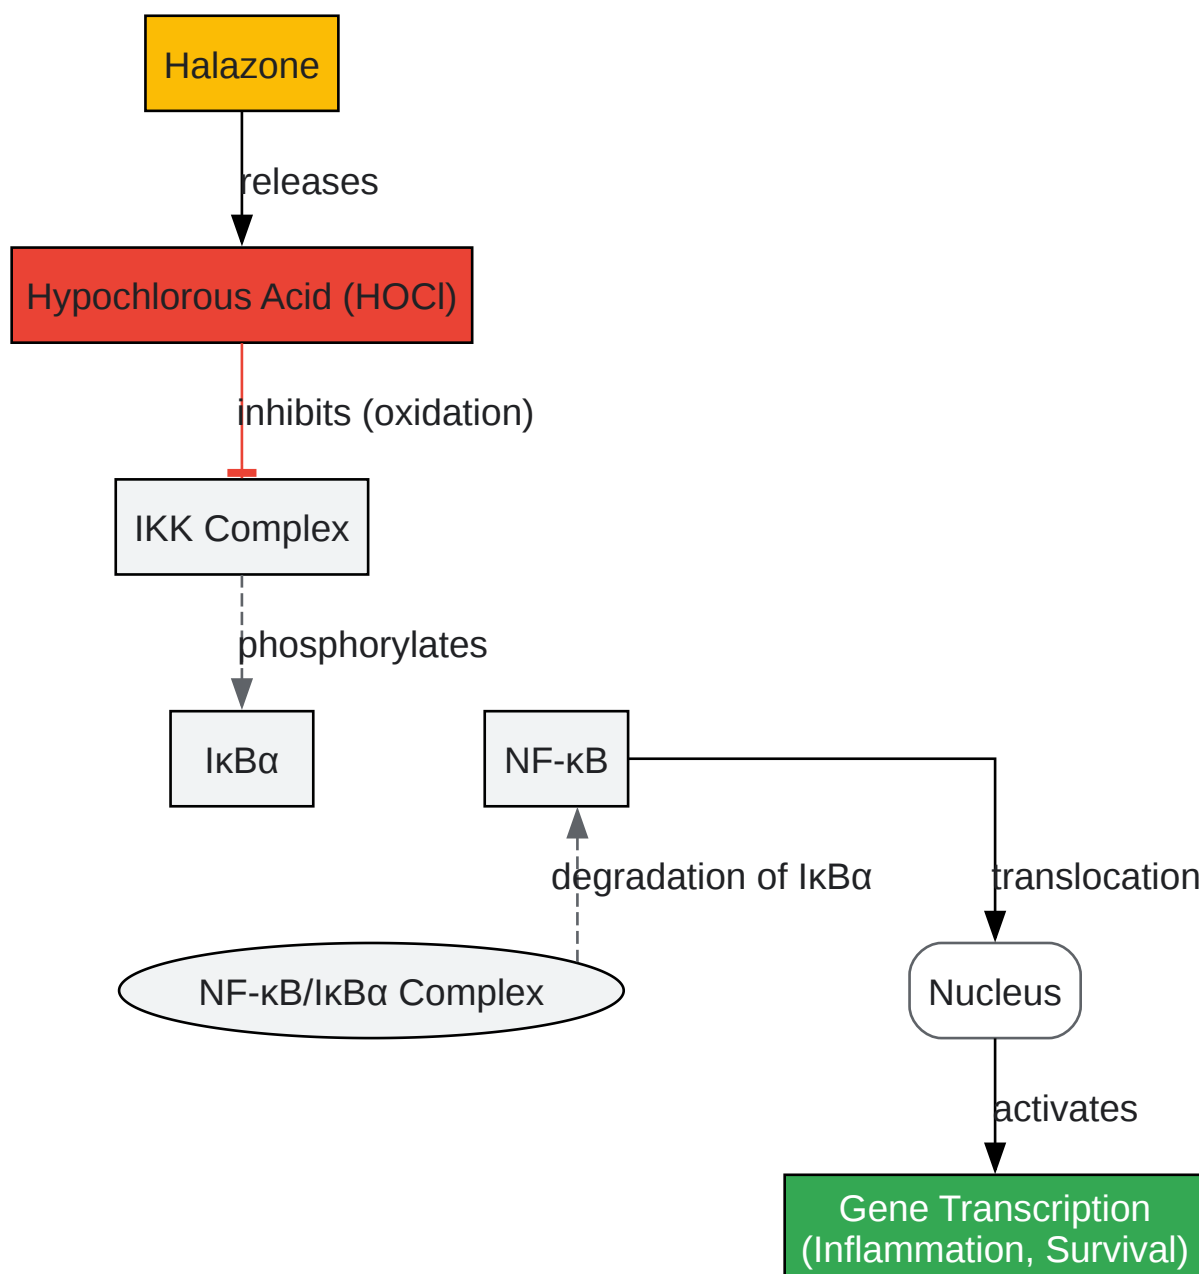 Halazone
releases
Hypochlorous Acid (HOCl)
inhibits (oxidation)
IKK Complex
phosphorylates
IκBα
NF-κB
degradation of IκBα
translocation
NF-κB/IκBα Complex
Nucleus
activates
Gene Transcription
(Inflammation, Survival)